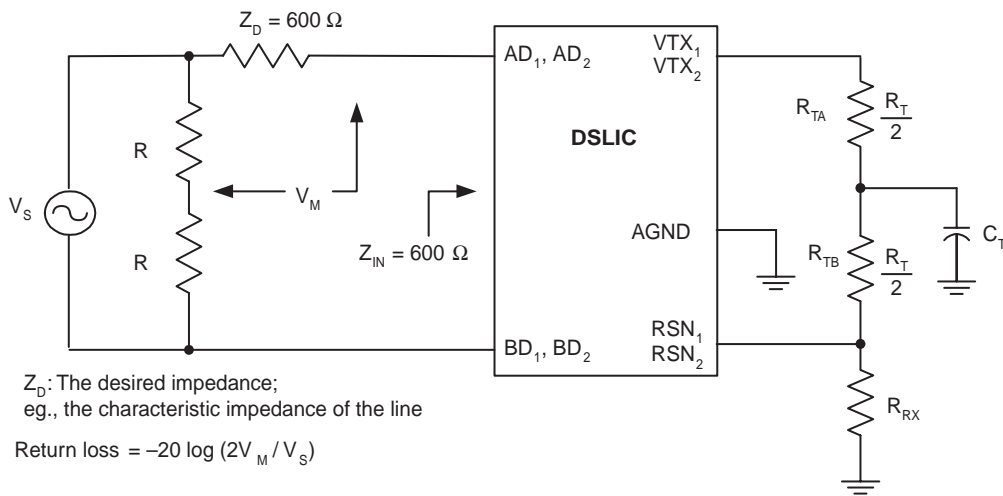 Z_D = 600 Ω
AD₁, AD₂
VTX₁
VTX₂
R_TA
R_T
2
DSLIC
R
V_M
V_S
Z_IN = 600 Ω
R
AGND
C_T
R_TB
R_T
2
RSN₁
RSN₂
BD₁, BD₂
R_RX
Z_D: The desired impedance;
eg., the characteristic impedance of the line
Return loss = –20 log (2V_M / V_S)